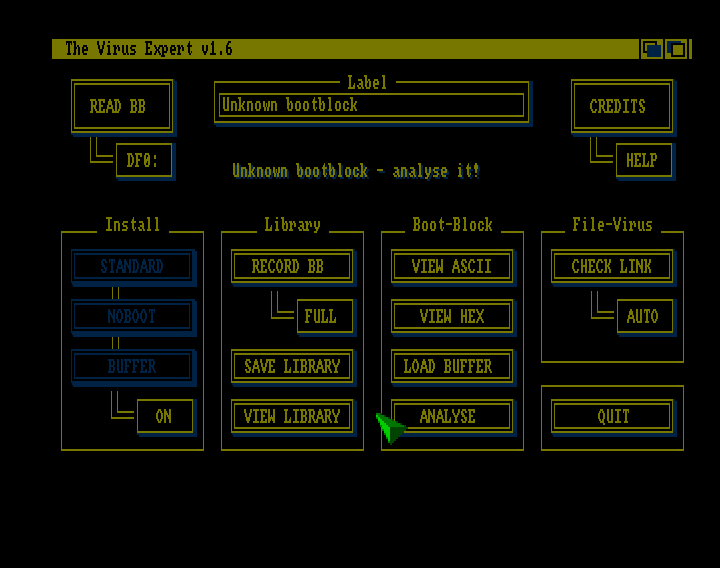 The Virus Expert v1.6
Label
READ BB
Unknown bootblock
CREDITS
DF0:
HELP
Unknown bootblock - analyse it!
Install
Library
Boot-Block
File-Virus
STANDARD
RECORD BB
VIEW ASCII
CHECK LINK
NOBOOT
FULL
VIEW HEX
AUTO
BUFFER
SAVE LIBRARY
LOAD BUFFER
ON
VIEW LIBRARY
ANALYSE
QUIT